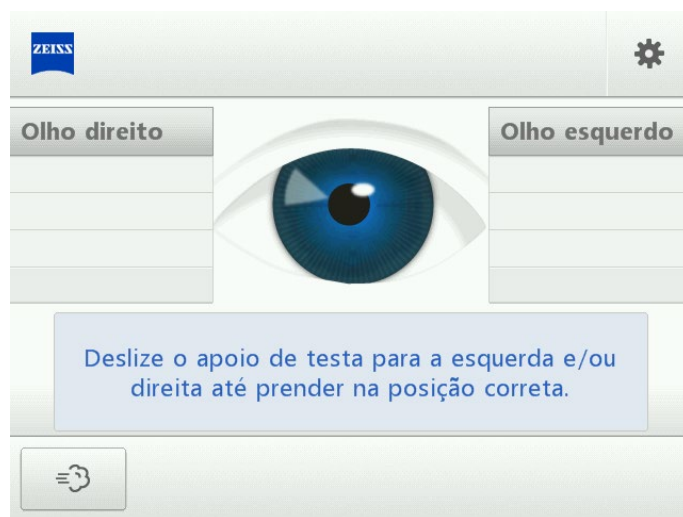 ZEISS
Olho direito
Olho esquerdo
Deslize o apoio de testa para a esquerda e/ou
direita até prender na posição correta.